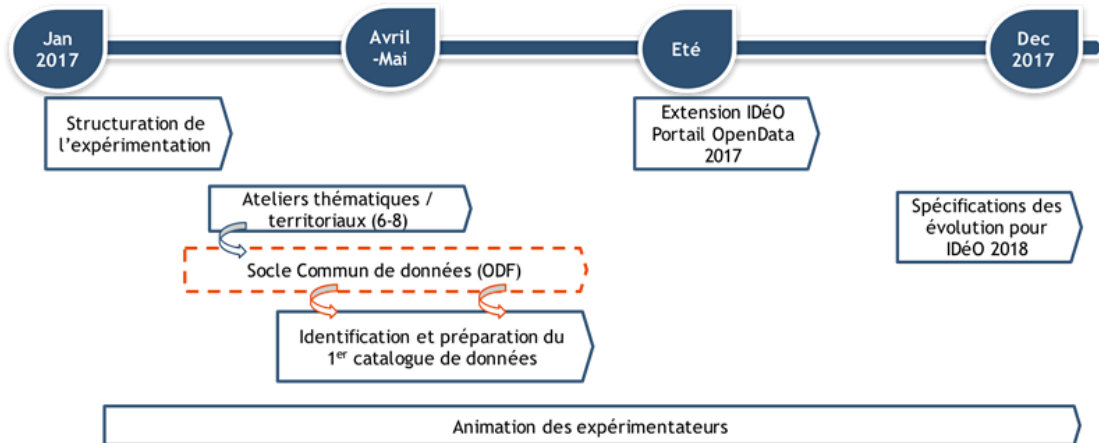 Jan
2017
Avril
-Mai
Eté
Dec
2017
Structuration de
l'expérimentation
Extension IDéO
Portail OpenData
2017
Ateliers thématiques /
territoriaux (6-8)
Spécifications des
évolution pour
IDéO 2018
Socle Commun de données (ODF)
Identification et préparation du
1er catalogue de données
Animation des expérimentateurs